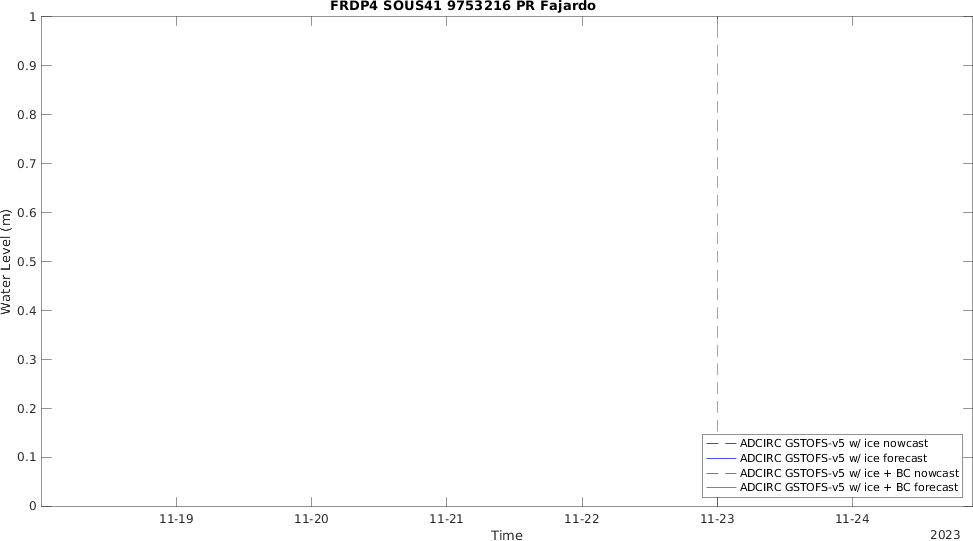 FRDP4 SOUS41 9753216 PR Fajardo
1
0.9
0.8
0.7
0.6
0.5
0.4
0.3
0.2
0.1
0
Water Level (m)
ADCIRC GSTOFS-v5 w/ ice nowcast
ADCIRC GSTOFS-v5 w/ ice forecast
ADCIRC GSTOFS-v5 w/ ice + BC nowcast
ADCIRC GSTOFS-v5 w/ ice + BC forecast
11-19 11-20 11-21 11-22 11-23 11-24
Time
2023